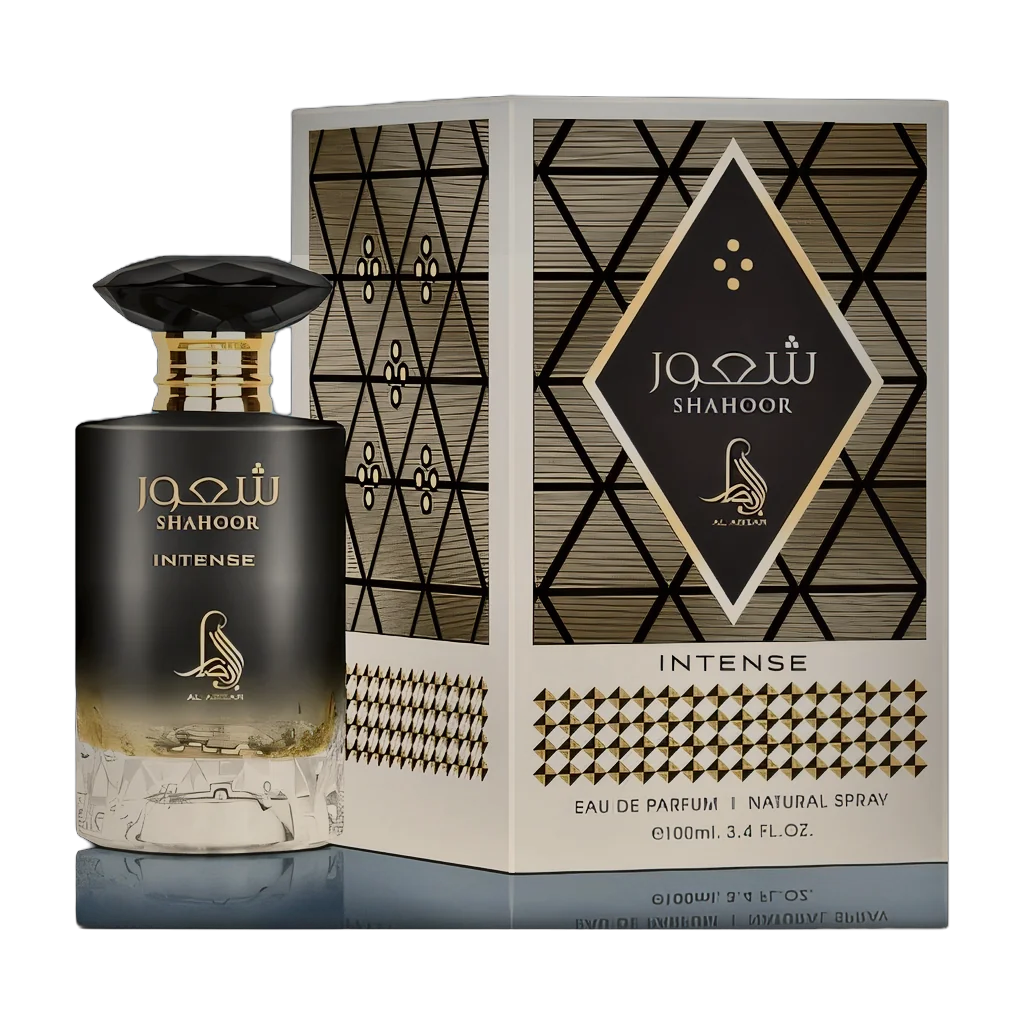 شعور
SHAHOOR
INTENSE
شعور
SHAHOOR
INTENSE
EAU DE PARFUM | NATURAL SPRAY
℮100ml. 3.4 FL.OZ.